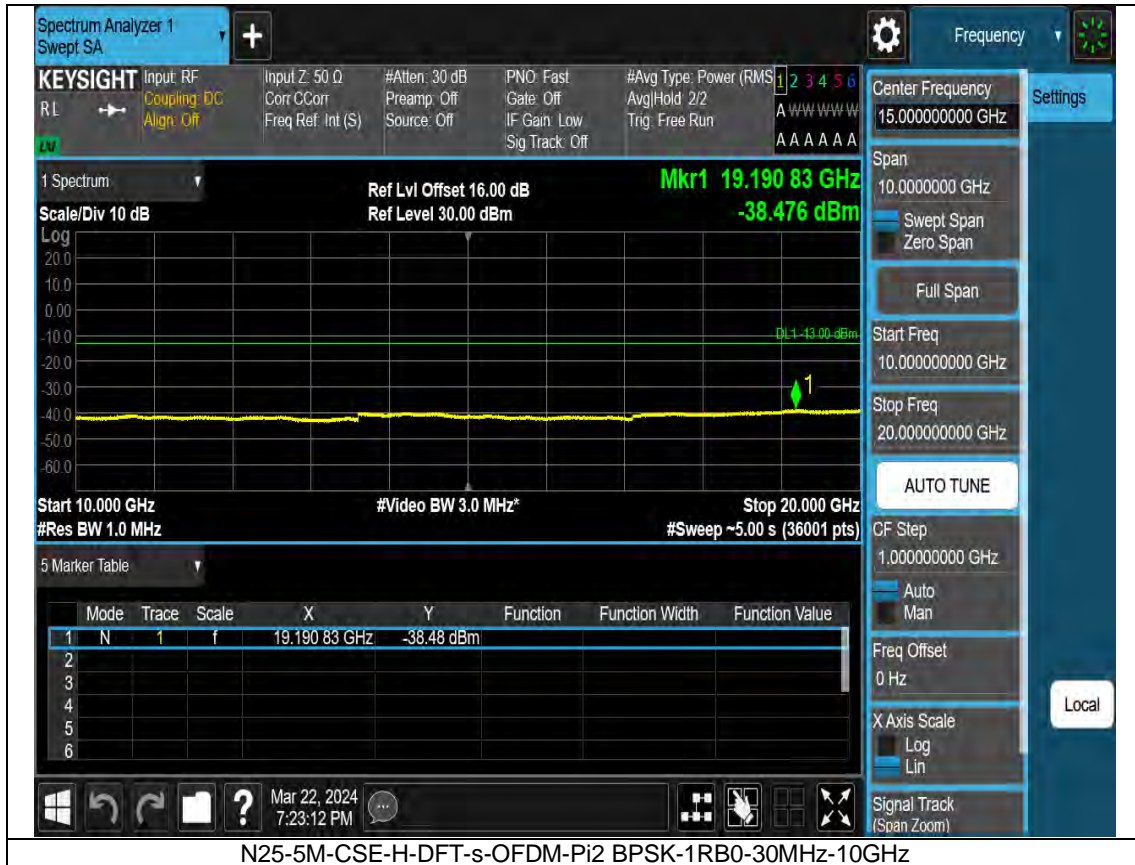 Spectrum Analyzer 1
Swept SA
+
Frequency
KEYSIGHT
RL
LXI
Input: RF
Coupling: DC
Align: Off
Input Z: 50 Ω
Corr CCorr
Freq Ref: Int (S)
#Atten: 30 dB
Preamp: Off
Source: Off
PNO: Fast
Gate: Off
IF Gain: Low
Sig Track: Off
#Avg Type: Power (RMS
Avg|Hold: 2/2
Trig: Free Run
1 2 3 4 5 6
A W W W W W
A A A A A A
1 Spectrum
Scale/Div 10 dB
Ref Lvl Offset 16.00 dB
Ref Level 30.00 dBm
Mkr1 19.190 83 GHz
-38.476 dBm
Log
20.0
10.0
0.00
-10.0
-20.0
-30.0
-40.0
-50.0
-60.0
DL1 -13.00 dBm
1
Start 10.000 GHz
#Res BW 1.0 MHz
#Video BW 3.0 MHz*
Stop 20.000 GHz
#Sweep ~5.00 s (36001 pts)
5 Marker Table
Mode Trace Scale X Y Function Function Width Function Value
1 N 1 f 19.190 83 GHz -38.48 dBm
2
3
4
5
6
Center Frequency
15.000000000 GHz
Settings
Span
10.0000000 GHz
Swept Span
Zero Span
Full Span
Start Freq
10.000000000 GHz
Stop Freq
20.000000000 GHz
AUTO TUNE
CF Step
1.000000000 GHz
Auto
Man
Freq Offset
0 Hz
X Axis Scale
Log
Lin
Signal Track
(Span Zoom)
Local
?
Mar 22, 2024
7:23:12 PM
N25-5M-CSE-H-DFT-s-OFDM-Pi2 BPSK-1RB0-30MHz-10GHz